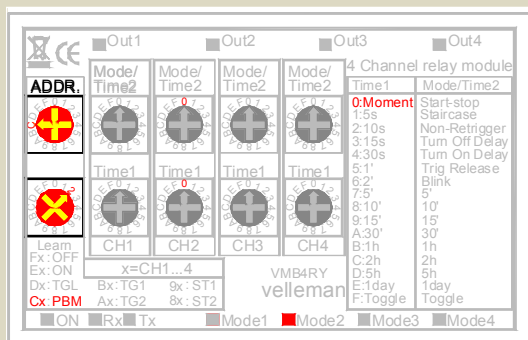 Out1 Out2 Out3 Out4
4 Channel relay module
ADDR. Mode/Time2 Mode/Time2 Mode/Time2 Mode/Time2
Time1 Mode/Time2
0:Moment Start-stop
1:5s Staircase
2:10s Non-Retrigger
3:15s Turn Off Delay
4:30s Turn On Delay
5:1' Trig Release
6:2' Blink
7:5' 5'
8:10' 10'
9:15' 15'
A:30' 30'
B:1h 1h
C:2h 2h
D:5h 5h
E:1day 1day
F:Toggle Toggle
Time1 Time1 Time1 Time1
CH1 CH2 CH3 CH4
Learn
Fx:OFF
Ex:ON
Dx:TGL
Cx:PBM
x=CH1...4
Bx:TG1 9x:ST1
Ax:TG2 8x:ST2
VMB4RY
velleman
ON Rx Tx Mode1 Mode2 Mode3 Mode4